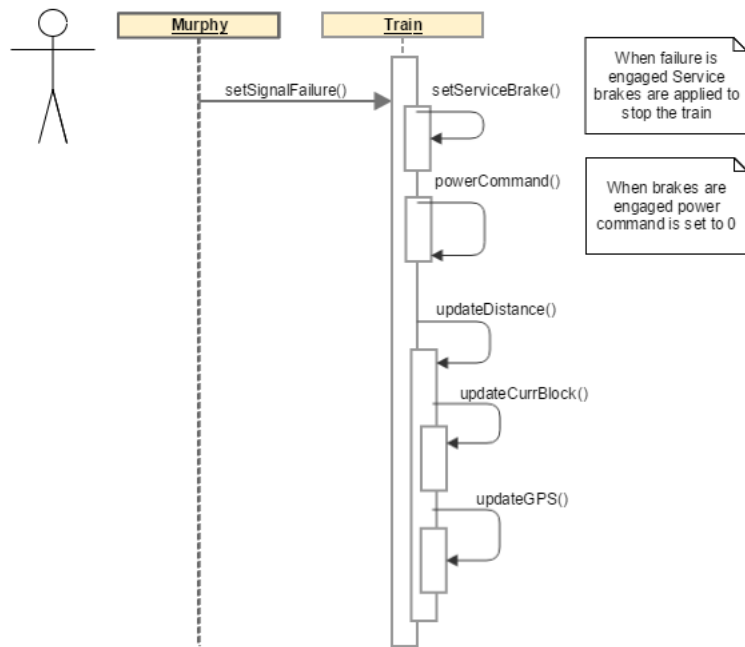 Murphy
Train
setSignalFailure()
setServiceBrake()
When failure is
engaged Service
brakes are applied to
stop the train
powerCommand()
When brakes are
engaged power
command is set to 0
updateDistance()
updateCurrBlock()
updateGPS()